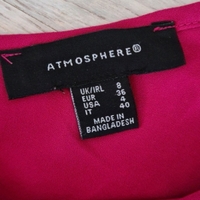 ATMOSPHERE®
UK/IRL 8
EUR 36
USA 4
IT 40
MADE IN
BANGLADESH